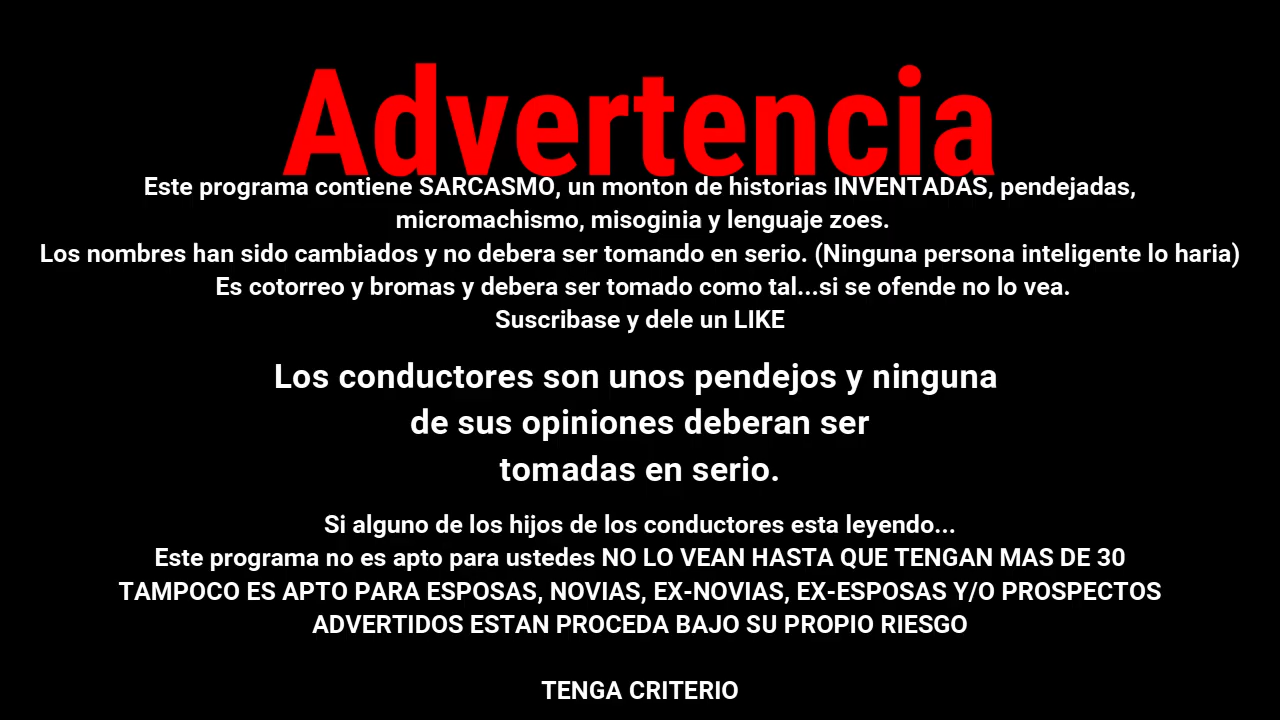 Advertencia
Este programa contiene SARCASMO, un monton de historias INVENTADAS, pendejadas,
micromachismo, misoginia y lenguaje zoes.
Los nombres han sido cambiados y no debera ser tomando en serio. (Ninguna persona inteligente lo haria)
Es cotorreo y bromas y debera ser tomado como tal...si se ofende no lo vea.
Suscribase y dele un LIKE
Los conductores son unos pendejos y ninguna
de sus opiniones deberan ser
tomadas en serio.
Si alguno de los hijos de los conductores esta leyendo...
Este programa no es apto para ustedes NO LO VEAN HASTA QUE TENGAN MAS DE 30
TAMPOCO ES APTO PARA ESPOSAS, NOVIAS, EX-NOVIAS, EX-ESPOSAS Y/O PROSPECTOS
ADVERTIDOS ESTAN PROCEDA BAJO SU PROPIO RIESGO
TENGA CRITERIO